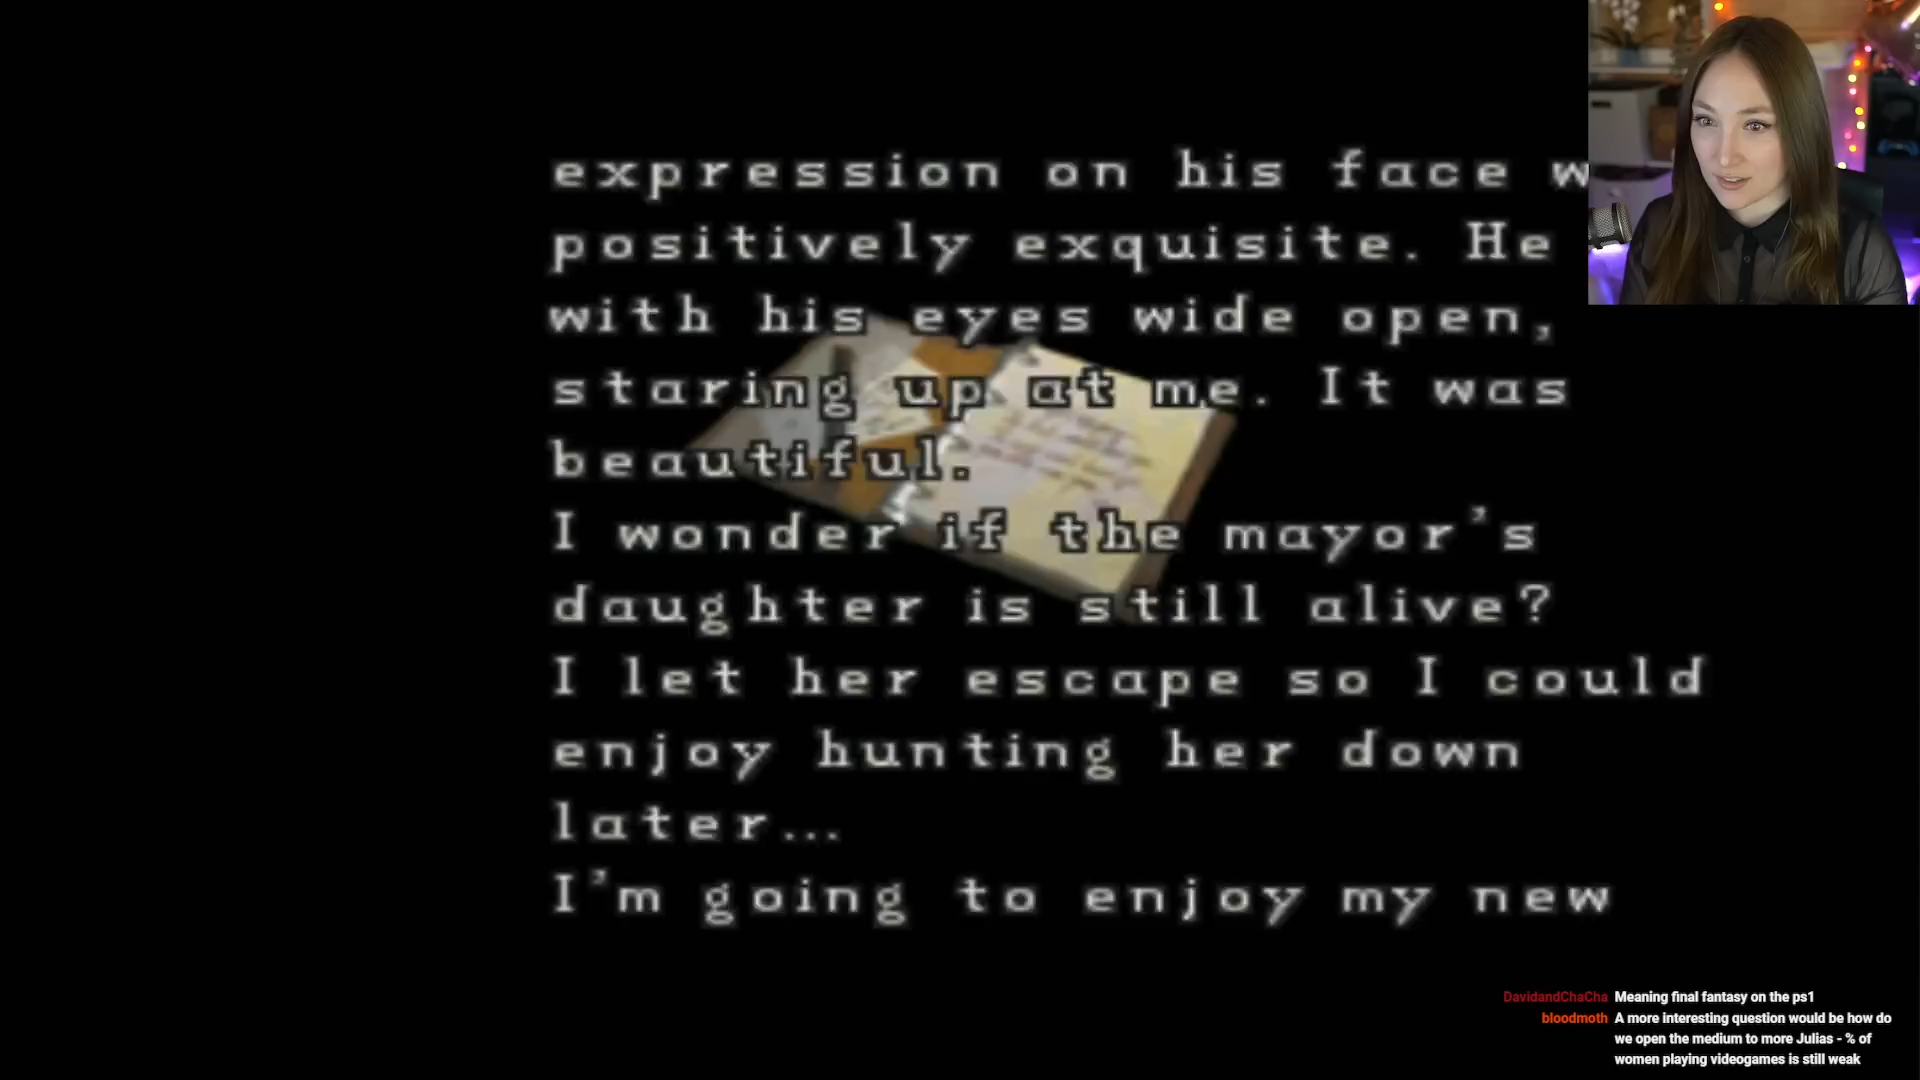 expression on his face w
positively exquisite. He
with his eyes wide open,
staring up at me. It was
beautiful.
I wonder if the mayor's
daughter is still alive?
I let her escape so I could
enjoy hunting her down
later...
I'm going to enjoy my new
DavidandChaCha Meaning final fantasy on the ps1
bloodmoth A more interesting question would be how do
we open the medium to more Julias - % of
women playing videogames is still weak